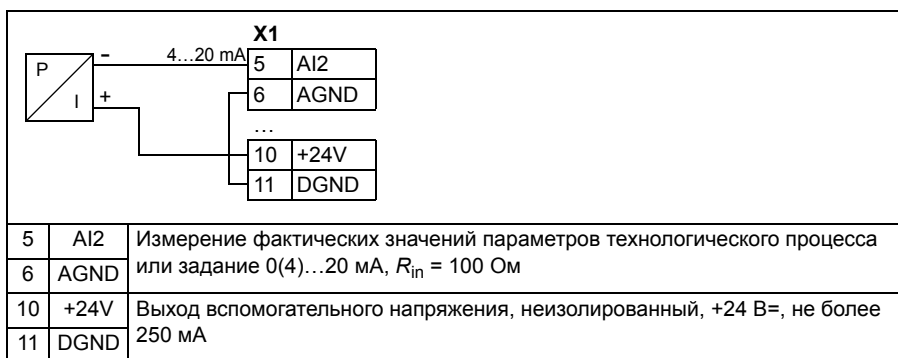 X1
- 4…20 mA 5 AI2
P
I + 6 AGND
…
10 +24V
11 DGND
5 AI2 Измерение фактических значений параметров технологического процесса
6 AGND или задание 0(4)…20 мА, Rin = 100 Ом
10 +24V Выход вспомогательного напряжения, неизолированный, +24 В=, не более
11 DGND 250 мА